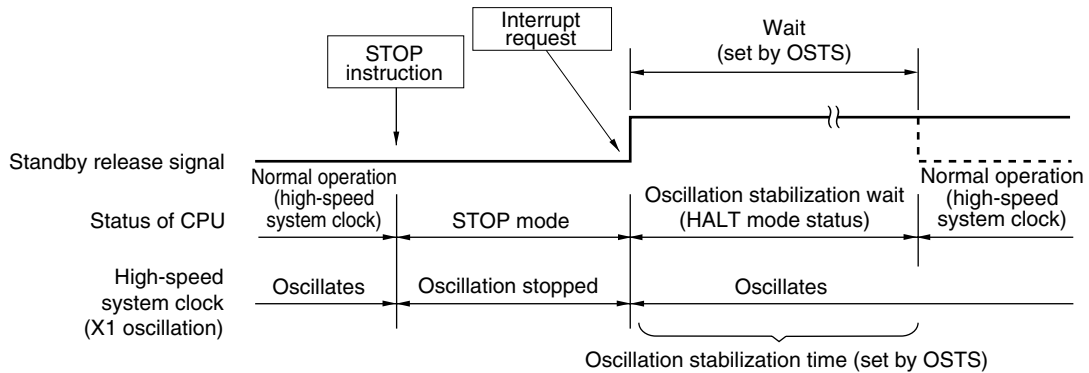 Interrupt
request
Wait
(set by OSTS)
STOP
instruction
Standby release signal
Normal operation
(high-speed
system clock)
Oscillation stabilization wait
(HALT mode status)
Normal operation
(high-speed
system clock)
Status of CPU
STOP mode
High-speed
system clock
(X1 oscillation)
Oscillates
Oscillation stopped
Oscillates
Oscillation stabilization time (set by OSTS)